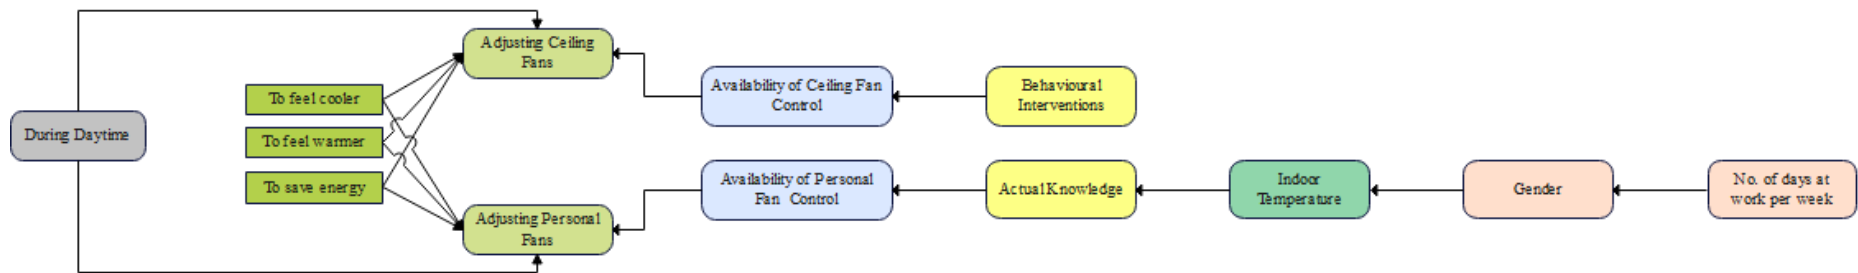 Adjusting Ceiling
Fans
To feel cooler
Availability of Ceiling Fan
Control
Behavioural
Interventions
During Daytime
To feel warmer
To save energy
Availability of Personal
Fan Control
Actual Knowledge
Indoor
Temperature
Gender
No. of days at
work per week
Adjusting Personal
Fans